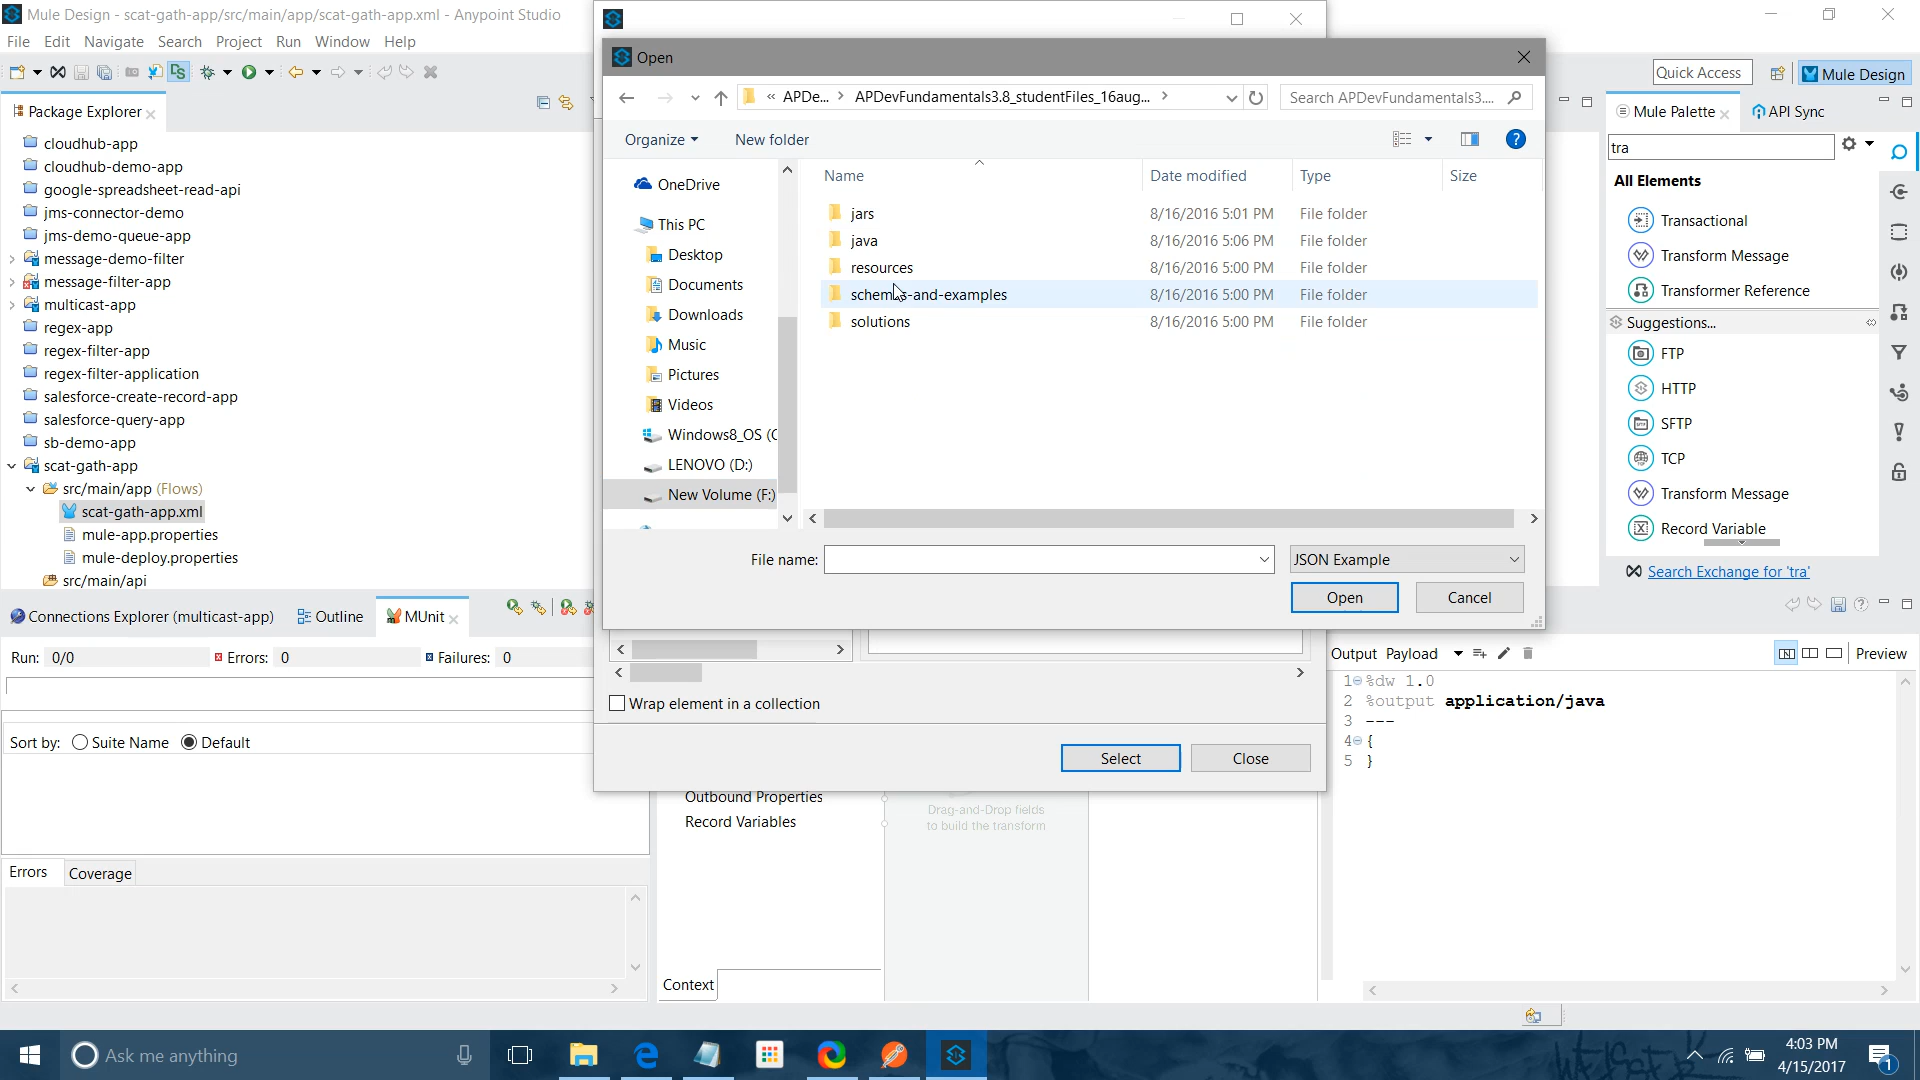 Mule Design - scat-gath-app/src/main/app/scat-gath-app.xml - Anypoint Studio
File Edit Navigate Search Project Run Window Help
Quick Access
Mule Design
Package Explorer
cloudhub-app
cloudhub-demo-app
google-spreadsheet-read-api
jms-connector-demo
jms-demo-queue-app
message-demo-filter
message-filter-app
multicast-app
regex-app
regex-filter-app
regex-filter-application
salesforce-create-record-app
salesforce-query-app
sb-demo-app
scat-gath-app
src/main/app (Flows)
scat-gath-app.xml
mule-app.properties
mule-deploy.properties
src/main/api
Open
« APDe... › APDevFundamentals3.8_studentFiles_16aug... ›
Search APDevFundamentals3....
Organize
New folder
OneDrive
This PC
Desktop
Documents
Downloads
Music
Pictures
Videos
Windows8_OS (C
LENOVO (D:)
New Volume (F:)
Name Date modified Type Size
jars 8/16/2016 5:01 PM File folder
java 8/16/2016 5:06 PM File folder
resources 8/16/2016 5:00 PM File folder
schemas-and-examples 8/16/2016 5:00 PM File folder
solutions 8/16/2016 5:00 PM File folder
File name:
JSON Example
Open
Cancel
Wrap element in a collection
Select
Close
Mule Palette
API Sync
tra
All Elements
Transactional
Transform Message
Transformer Reference
Suggestions...
FTP
HTTP
SFTP
TCP
Transform Message
Record Variable
Search Exchange for 'tra'
Connections Explorer (multicast-app)
Outline
MUnit
Run: 0/0
Errors: 0
Failures: 0
Sort by: Suite Name Default
Errors
Coverage
Outbound Properties
Record Variables
Drag-and-Drop fields
to build the transform
Context
Output Payload
Preview
1 %dw 1.0
2 %output application/java
3 ---
4 {
5 }
Ask me anything
4:03 PM
4/15/2017
1